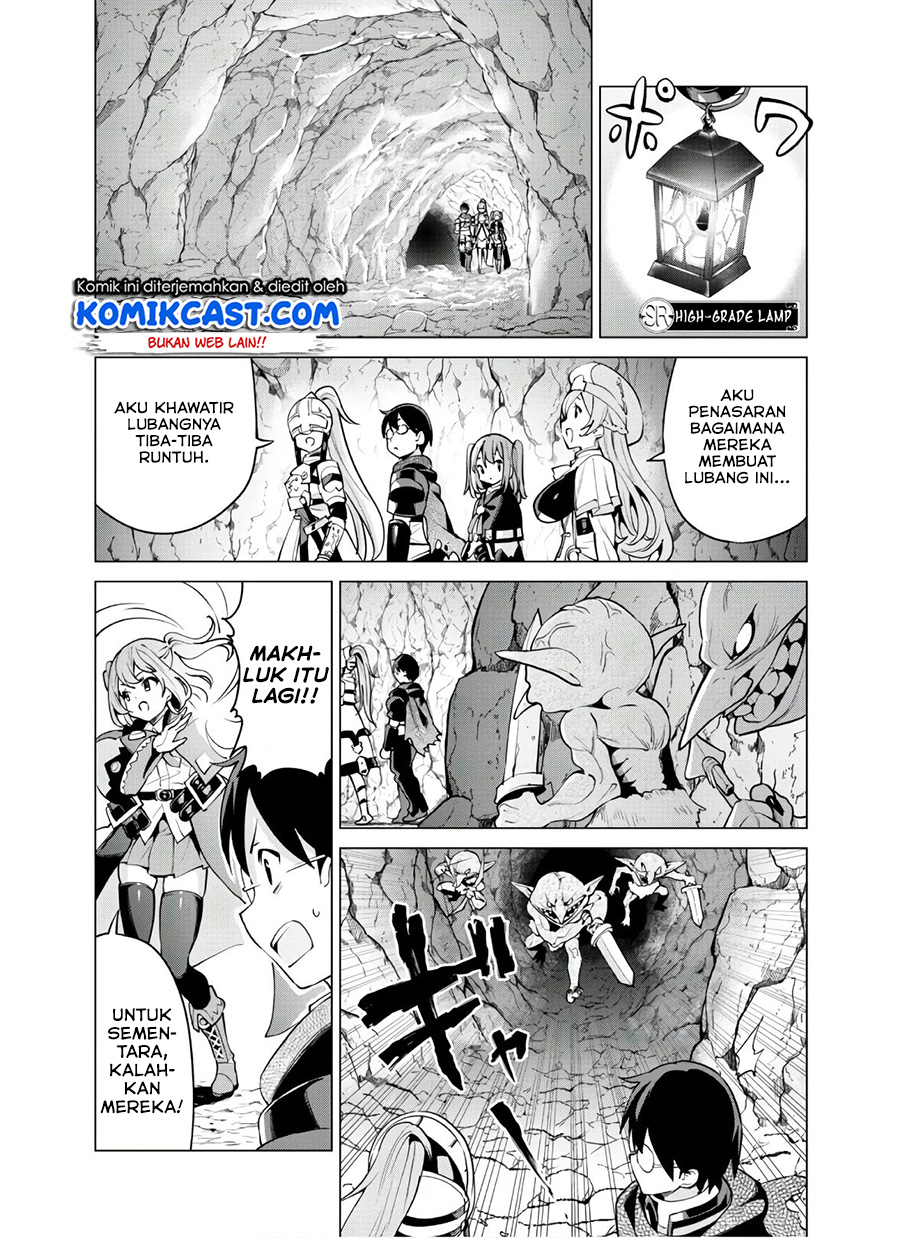 ポワ
SR HIGH-GRADE LAMP
Komik ini diterjemahkan & diedit oleh
KOMIKCAST.COM
BUKAN WEB LAIN!!
AKU
PENASARAN
BAGAIMANA
MEREKA
MEMBUAT
LUBANG INI...
AKU KHAWATIR
LUBANGNYA
TIBA-TIBA
RUNTUH.
MAKH-
LUK ITU
LAGI!!
ギャ
UNTUK
SEMEN-
TARA,
KALAH-
KAN
MEREKA!